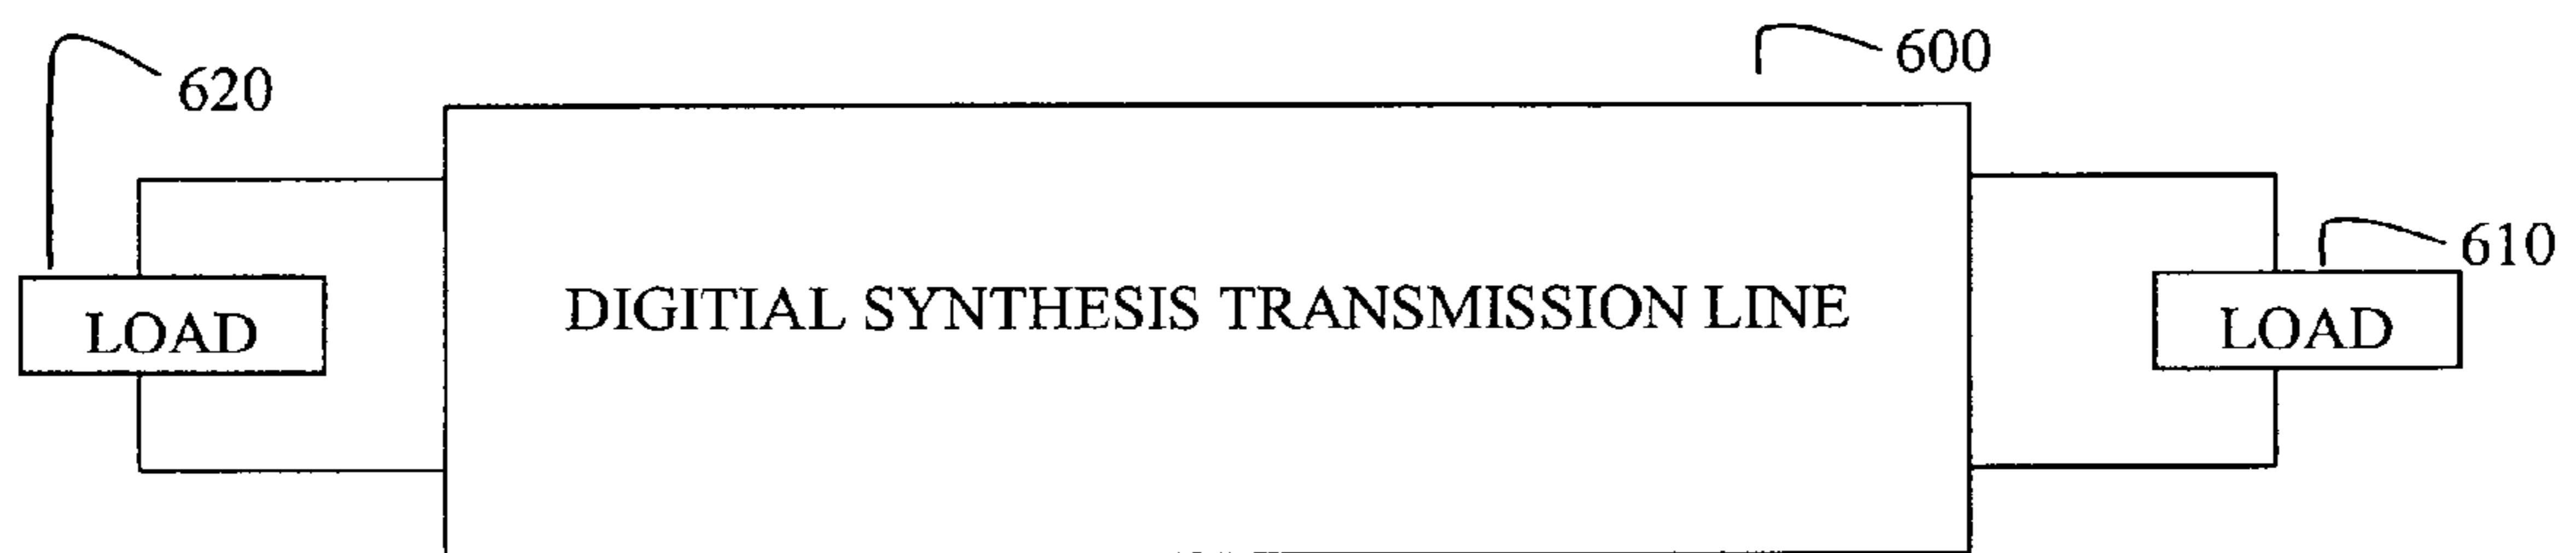 600
620
610
DIGITIAL SYNTHESIS TRANSMISSION LINE
LOAD
LOAD